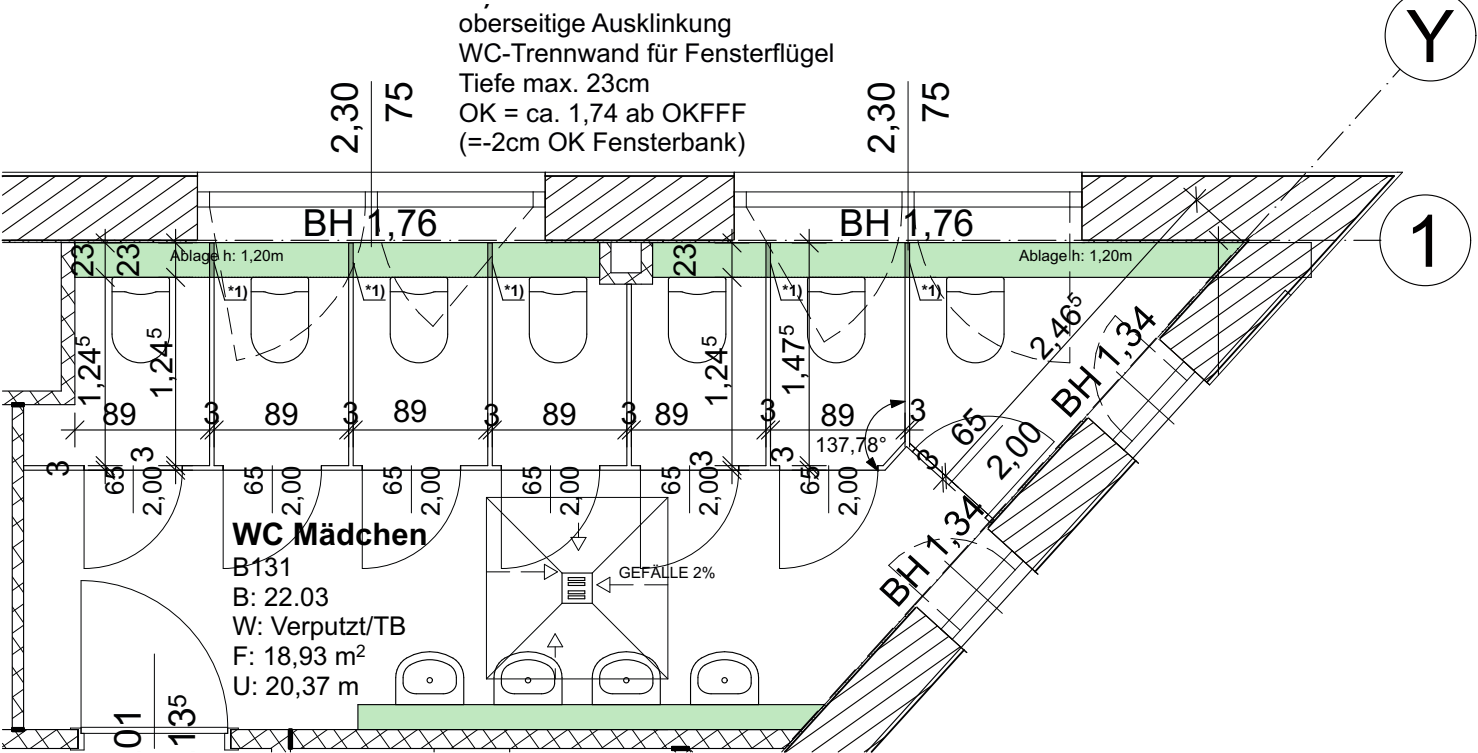 oberseitige Ausklinkung
WC-Trennwand für Fensterflügel
Tiefe max. 23cm
OK = ca. 1,74 ab OKFFF
(=-2cm OK Fensterbank)
Y
2,30
75
2,30
75
BH 1,76
BH 1,76
1
23
23
Ablage h: 1,20m
23
Ablage h: 1,20m
*1)
*1)
*1)
*1)
*1)
1,24⁵
1,24⁵
1,24⁵
1,47⁵
2,46⁵
BH 1,34
89
3
89
3
89
3
89
3
89
3
89
3
137,78°
65
2,00
3
3
3
3
3
65
2,00
65
2,00
65
2,00
65
2,00
65
2,00
65
2,00
BH 1,34
WC Mädchen
B131
B: 22.03
W: Verputzt/TB
F: 18,93 m²
U: 20,37 m
GEFÄLLE 2%
01
13⁵